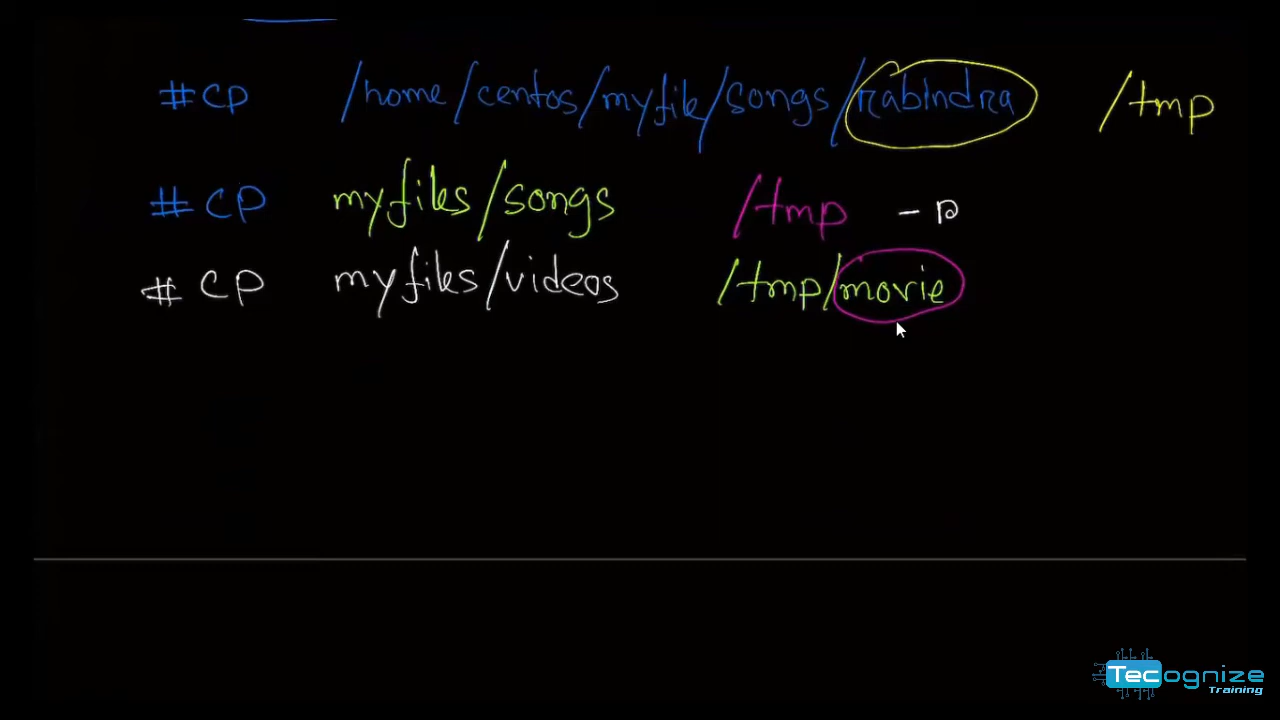 #cp /home/centos/myfile/songs/rabindra /tmp
#cp myfiles/songs /tmp -p
#cp myfiles/videos /tmp/movie
Tecognize
Training